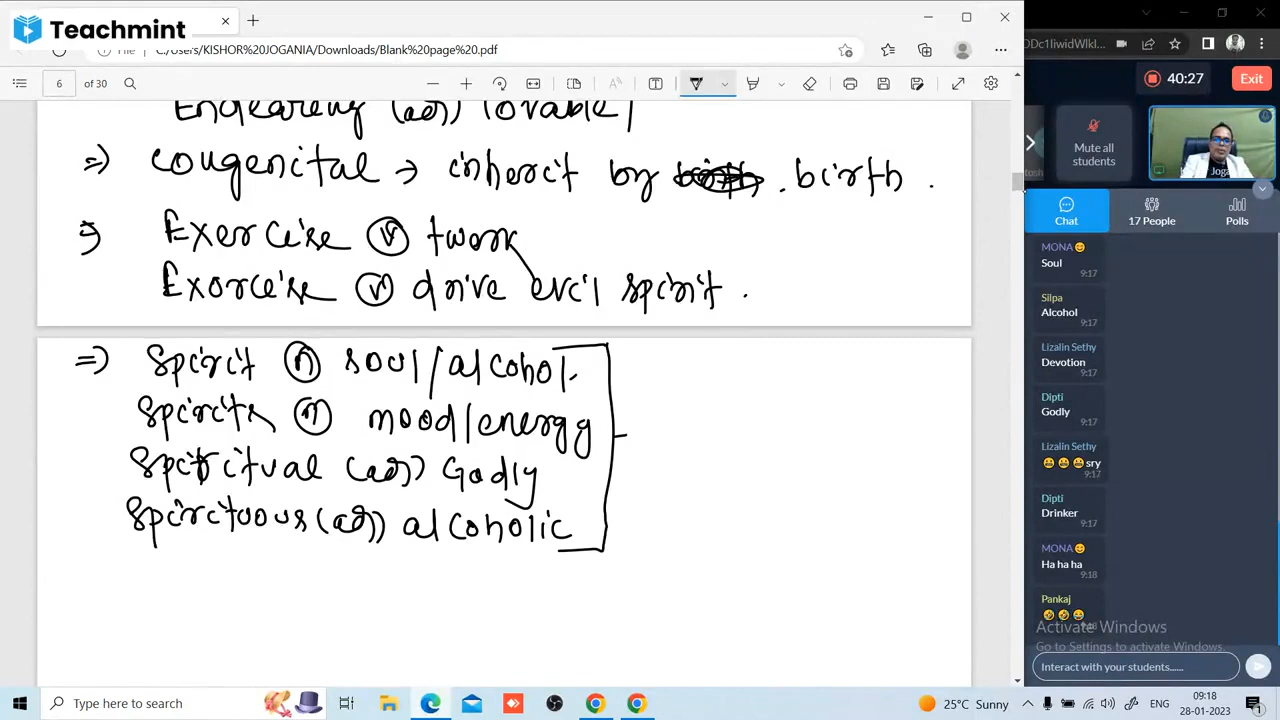 Teachmint
File
C:/Users/KISHOR%20JOGANIA/Downloads/Blank%20page%20.pdf
6 of 30
40:27 Exit
Endearing (adj) lovable/
=> Congenital → inherit by birth .
=> Exercise (v) twork
Exorcise (v) drive evil spirit .
=> Spirit (n) soul/alcohol.
Spirits (n) mood/energy
Spiritual (adj) Godly
Spirituous (adj) alcoholic
Mute all students
Joga
Chat
17 People
Polls
MONA😊
Soul
9:17
Silpa
Alcohol
9:17
Lizalin Sethy
Devotion
9:17
Dipti
Godly
9:17
Lizalin Sethy
😫😫😫sry
9:17
Dipti
Drinker
9:17
MONA😊
Ha ha ha
9:18
Pankaj
🤣🤣😂
9:18
Activate Windows
Go to Settings to activate Windows.
Interact with your students......
Type here to search
25°C Sunny
ENG
09:18
28-01-2023